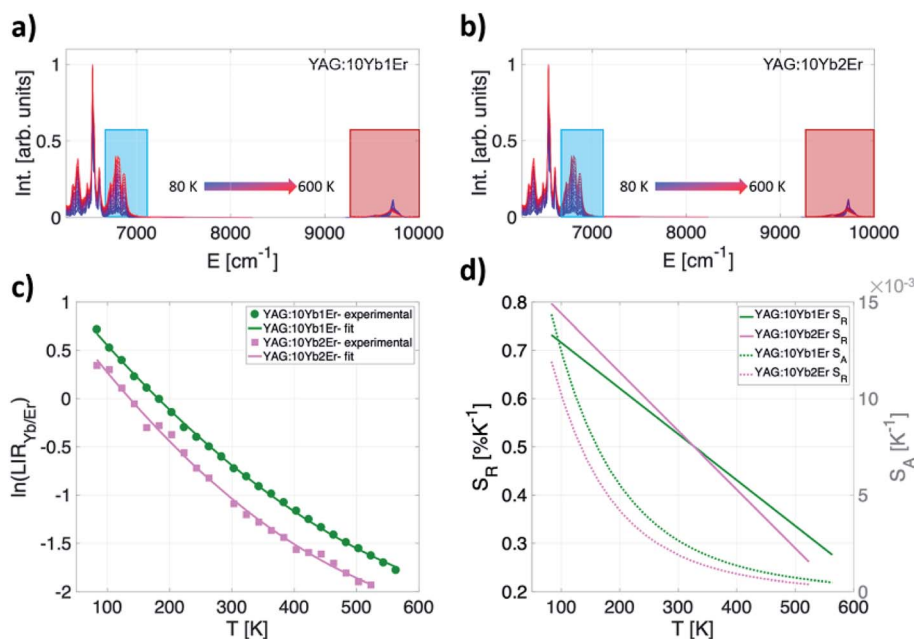 a)
YAG:10Yb1Er
Int. [arb. units]
1
0.5
0
80 K
600 K
7000
8000
9000
10000
E [cm-1]
b)
YAG:10Yb2Er
Int. [arb. units]
1
0.5
0
80 K
600 K
7000
8000
9000
10000
E [cm-1]
c)
YAG:10Yb1Er- experimental
YAG:10Yb1Er- fit
YAG:10Yb2Er- experimental
YAG:10Yb2Er- fit
ln(LIRYb/Er)
1
0.5
0
-0.5
-1
-1.5
-2
100
200
300
400
500
600
T [K]
d)
×10-3
YAG:10Yb1Er SR
YAG:10Yb2Er SR
YAG:10Yb1Er SA
YAG:10Yb2Er SR
SR [%K-1]
0.8
0.7
0.6
0.5
0.4
0.3
0.2
15
10
5
0
SA [K-1]
100
200
300
400
500
600
T [K]